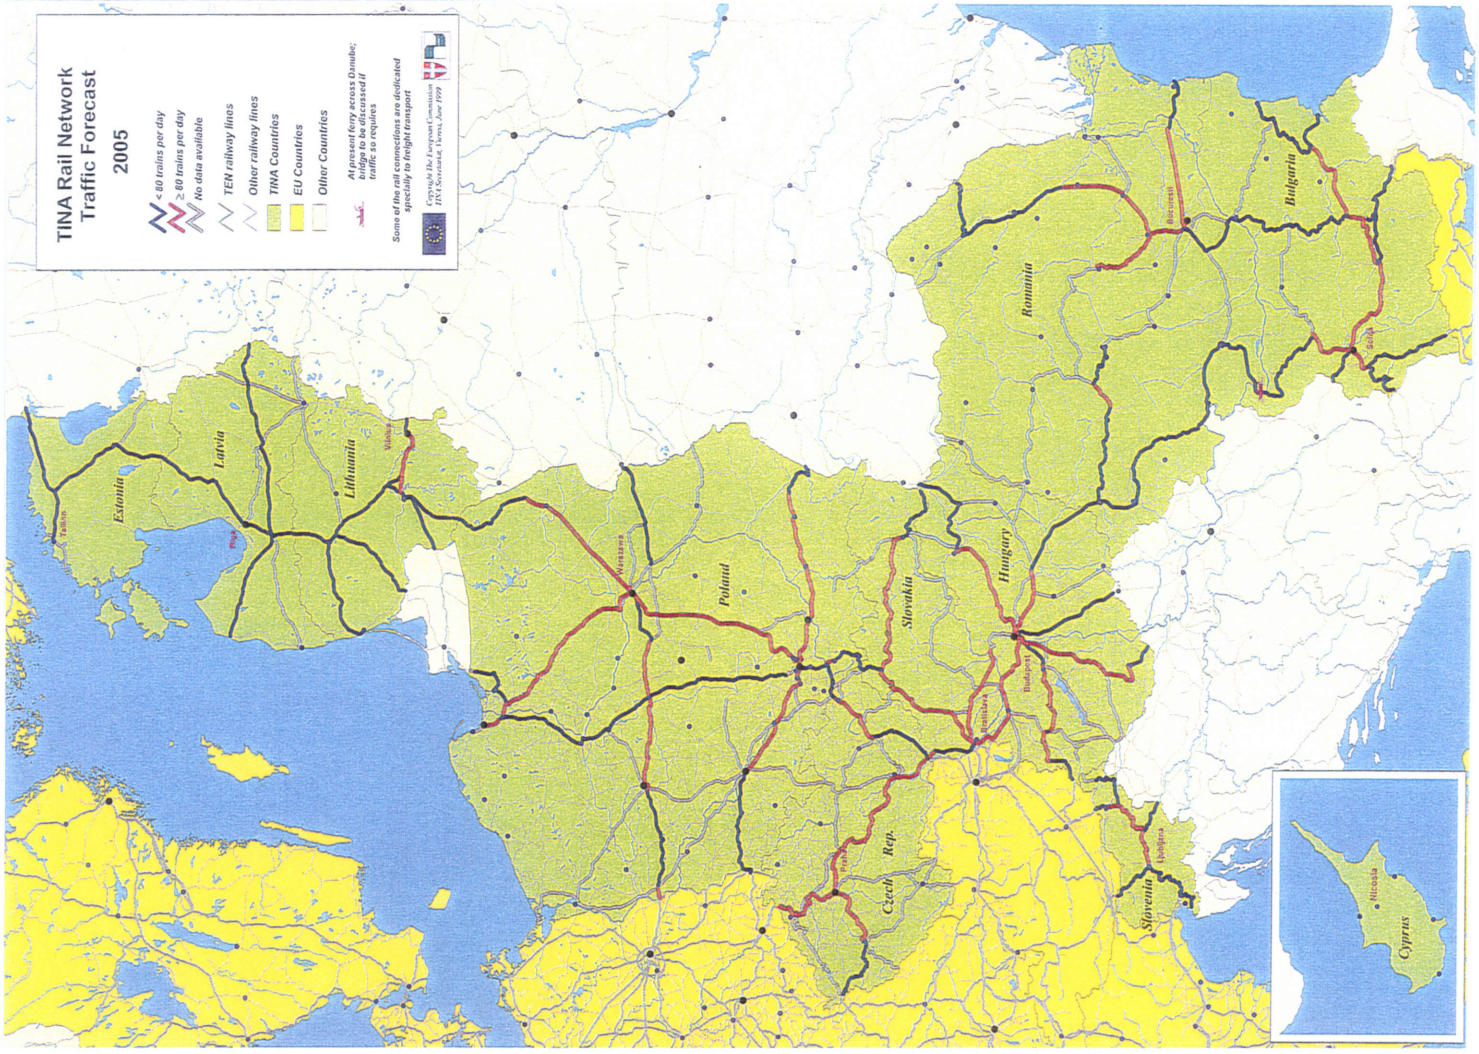 TINA Rail Network
Traffic Forecast
2005
< 80 trains per day
≥ 80 trains per day
No data available
TEN railway lines
Other railway lines
TINA Countries
EU Countries
Other Countries
At present ferry across Danube;
bridge to be discussed if
traffic so requires
Some of the rail connections are dedicated
specially to freight transport
Copyright The European Commission
TINA Secretariat, Vienna, June 1999
Tallinn
Estonia
Riga
Latvia
Lithuania
Vilnius
Warszawa
Poland
Slovakia
Hungary
Budapest
Bratislava
Praha
Czech Rep.
Slovenia
Ljubljana
Romania
Bucuresti
Bulgaria
Sofija
Nicosia
Cyprus